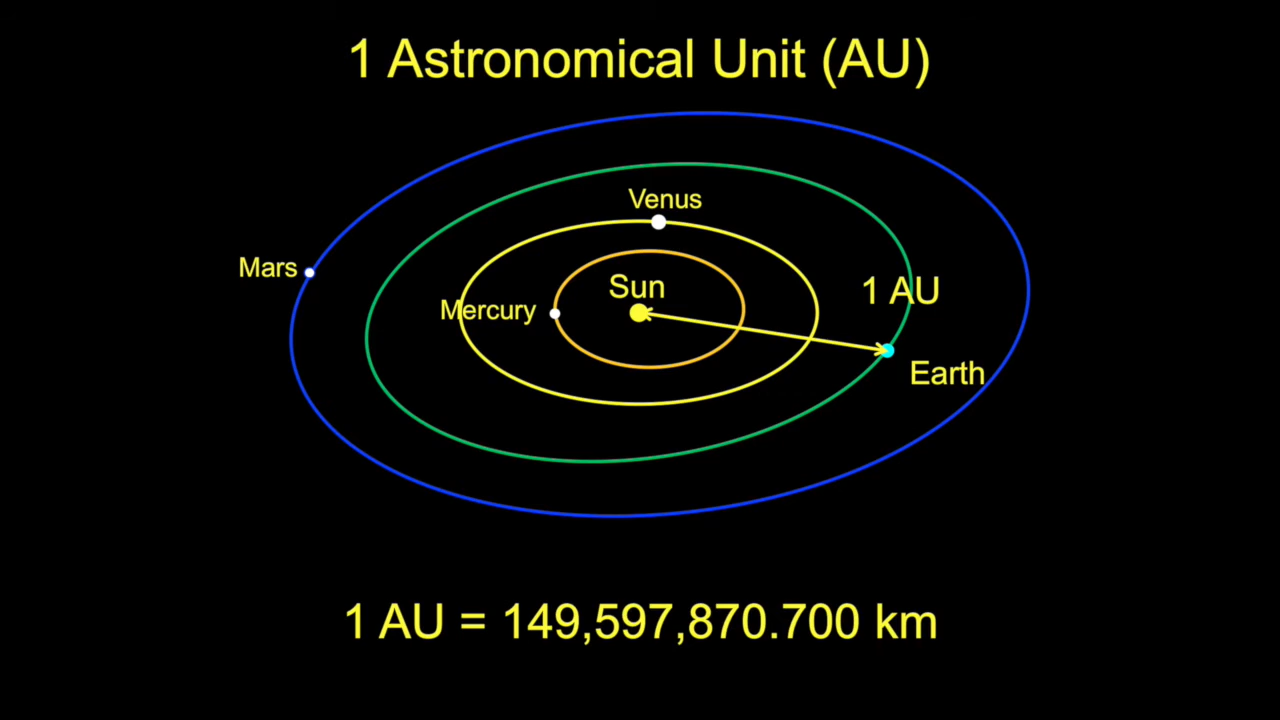 1 Astronomical Unit (AU)
Venus
Mars
Sun
1 AU
Mercury
Earth
1 AU = 149,597,870.700 km